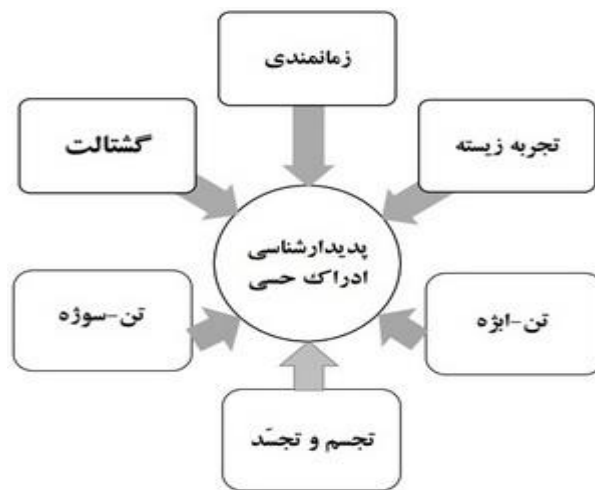 زمانمندی
تجربه زیسته
گشتالت
پدیدارشناسی
ادراک حسی
تن-ابژه
تن-سوژه
تجسم و تجسّد